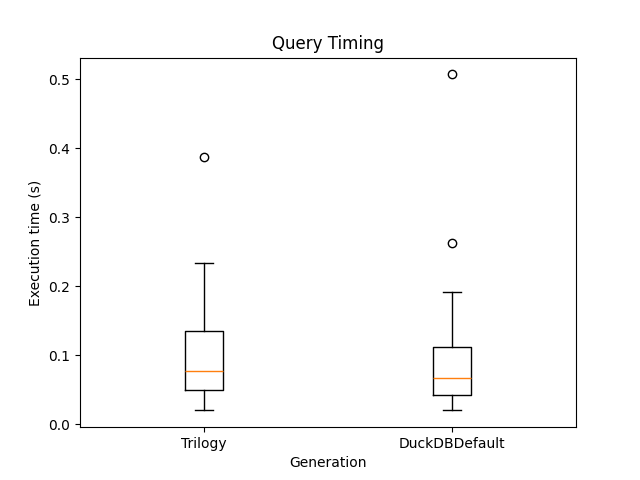 Query Timing
0.5
0.4
0.3
0.2
0.1
0.0
Execution time (s)
Trilogy
DuckDBDefault
Generation